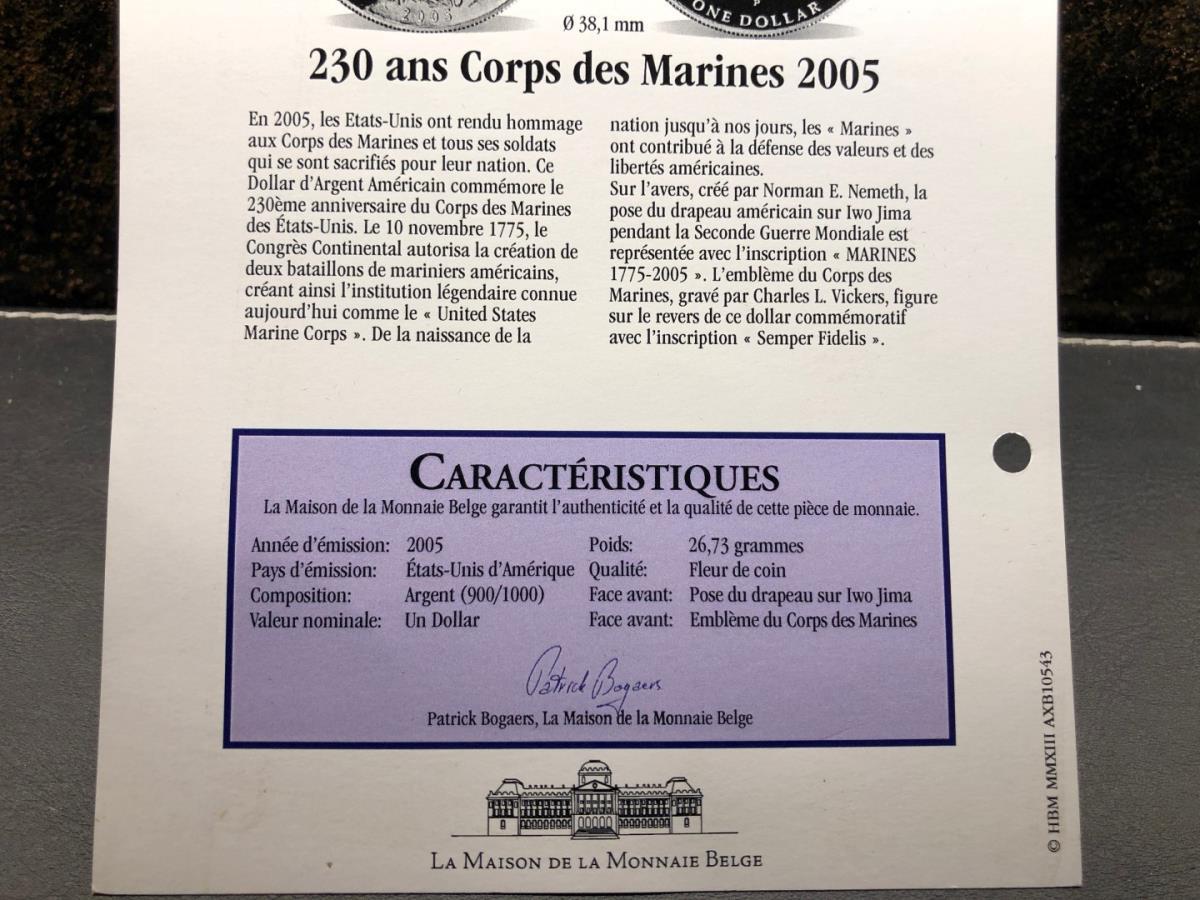 2005
ONE DOLLAR
P
Ø 38,1 mm
230 ans Corps des Marines 2005
En 2005, les Etats-Unis ont rendu hommage
aux Corps des Marines et tous ses soldats
qui se sont sacrifiés pour leur nation. Ce
Dollar d'Argent Américain commémore le
230ème anniversaire du Corps des Marines
des États-Unis. Le 10 novembre 1775, le
Congrès Continental autorisa la création de
deux bataillons de mariniers américains,
créant ainsi l'institution légendaire connue
aujourd'hui comme le « United States
Marine Corps ». De la naissance de la
nation jusqu'à nos jours, les « Marines »
ont contribué à la défense des valeurs et des
libertés américaines.
Sur l'avers, créé par Norman E. Nemeth, la
pose du drapeau américain sur Iwo Jima
pendant la Seconde Guerre Mondiale est
représentée avec l'inscription « MARINES
1775-2005 ». L'emblème du Corps des
Marines, gravé par Charles L. Vickers, figure
sur le revers de ce dollar commémoratif
avec l'inscription « Semper Fidelis ».
CARACTÉRISTIQUES
La Maison de la Monnaie Belge garantit l'authenticité et la qualité de cette pièce de monnaie.
Année d'émission: 2005
Pays d'émission: États-Unis d'Amérique
Composition: Argent (900/1000)
Valeur nominale: Un Dollar
Poids: 26,73 grammes
Qualité: Fleur de coin
Face avant: Pose du drapeau sur Iwo Jima
Face avant: Emblème du Corps des Marines
Patrick Bogaers
Patrick Bogaers, La Maison de la Monnaie Belge
LA MAISON DE LA MONNAIE BELGE
© HBM MMXIII AXB10543